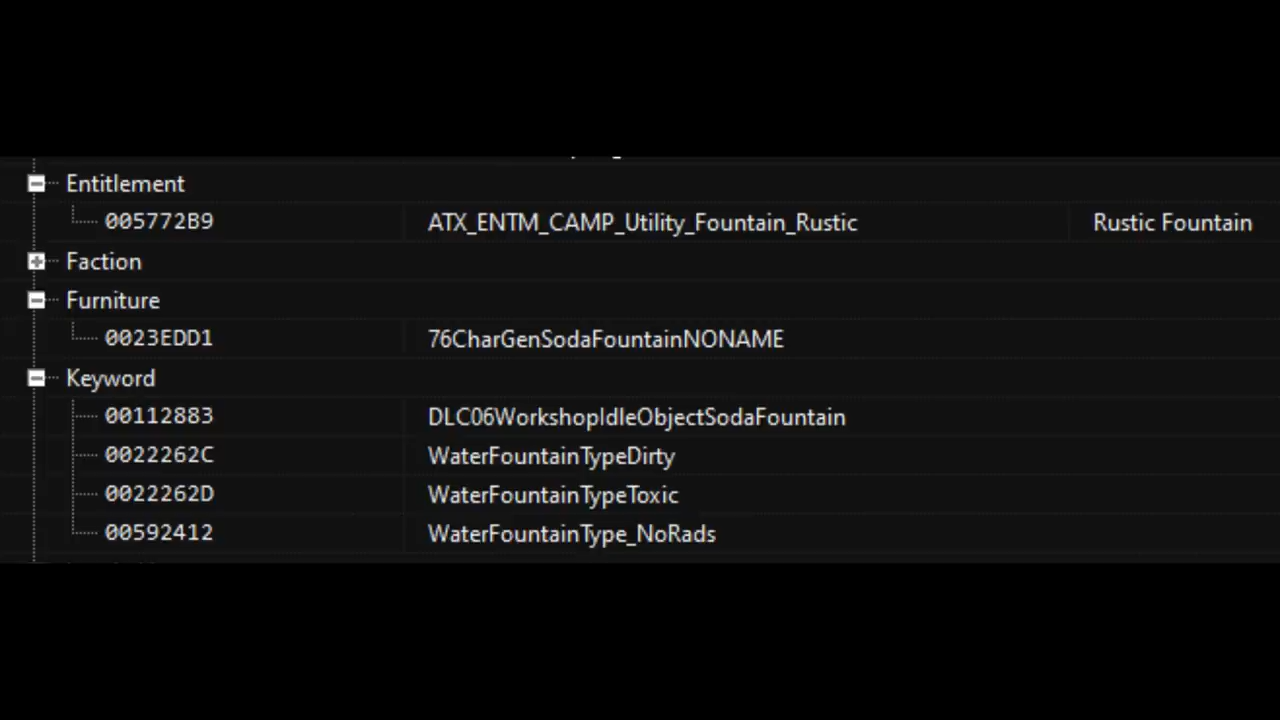 Entitlement
005772B9 ATX_ENTM_CAMP_Utility_Fountain_Rustic Rustic Fountain
Faction
Furniture
0023EDD1 76CharGenSodaFountainNONAME
Keyword
00112883 DLC06WorkshopIdleObjectSodaFountain
0022262C WaterFountainTypeDirty
0022262D WaterFountainTypeToxic
00592412 WaterFountainType_NoRads